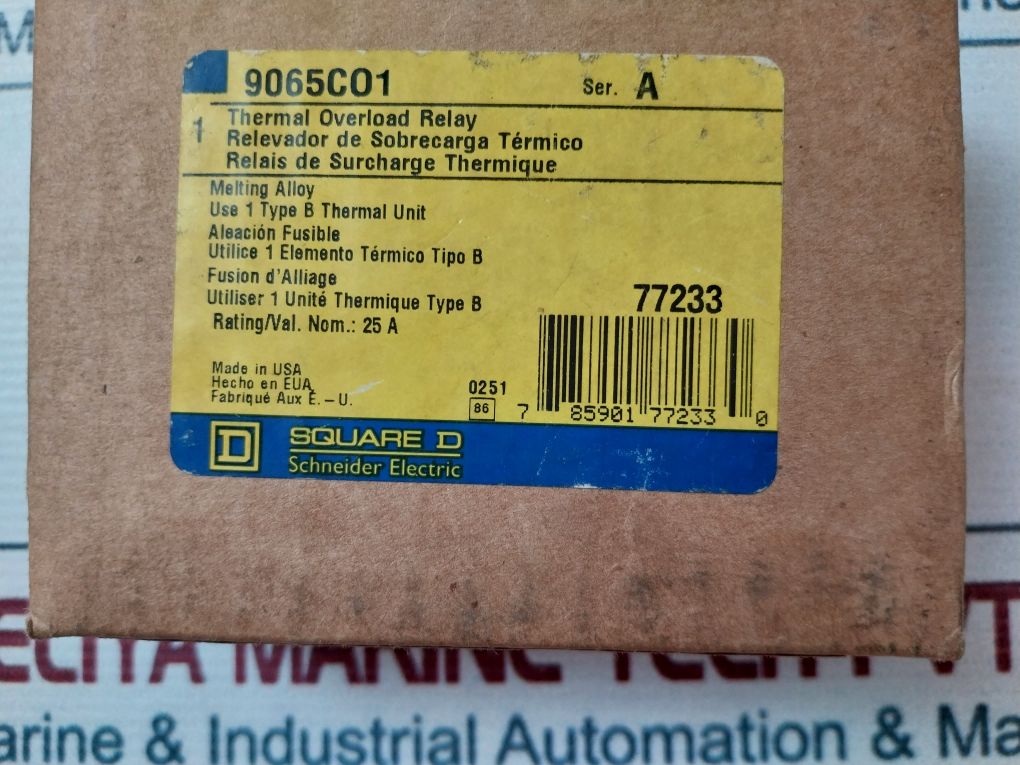 9065CO1 Ser. A
1 Thermal Overload Relay
Relevador de Sobrecarga Térmico
Relais de Surcharge Thermique
Melting Alloy
Use 1 Type B Thermal Unit
Aleación Fusible
Utilice 1 Elemento Térmico Tipo B
Fusion d'Alliage
Utiliser 1 Unité Thermique Type B
Rating/Val. Nom.: 25 A
77233
Made in USA
Hecho en EUA
Fabriqué Aux É. – U.
0251
86
7 85901 77233 0
D
SQUARE D
Schneider Electric
MARINE TECH
arine & Industrial Automation & Ma